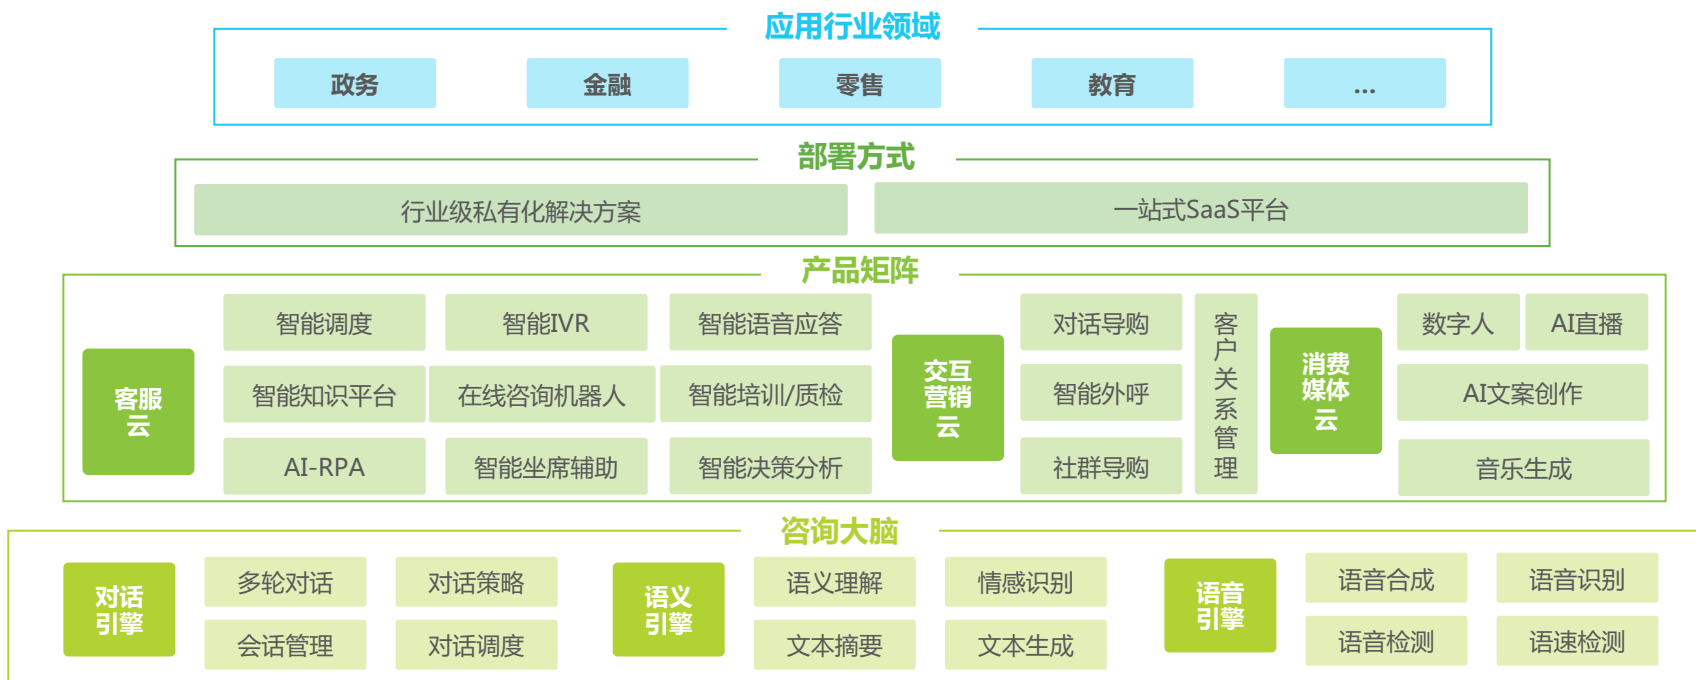 应用行业领域
政务
金融
零售
教育
...
部署方式
行业级私有化解决方案
一站式SaaS平台
产品矩阵
客服
云
智能调度
智能IVR
智能语音应答
智能知识平台
在线咨询机器人
智能培训/质检
AI-RPA
智能坐席辅助
智能决策分析
交互
营销
云
对话导购
智能外呼
社群导购
客户关系管理
消费
媒体
云
数字人
AI直播
AI文案创作
音乐生成
咨询大脑
对话
引擎
多轮对话
对话策略
会话管理
对话调度
语义
引擎
语义理解
情感识别
文本摘要
文本生成
语音
引擎
语音合成
语音识别
语音检测
语速检测